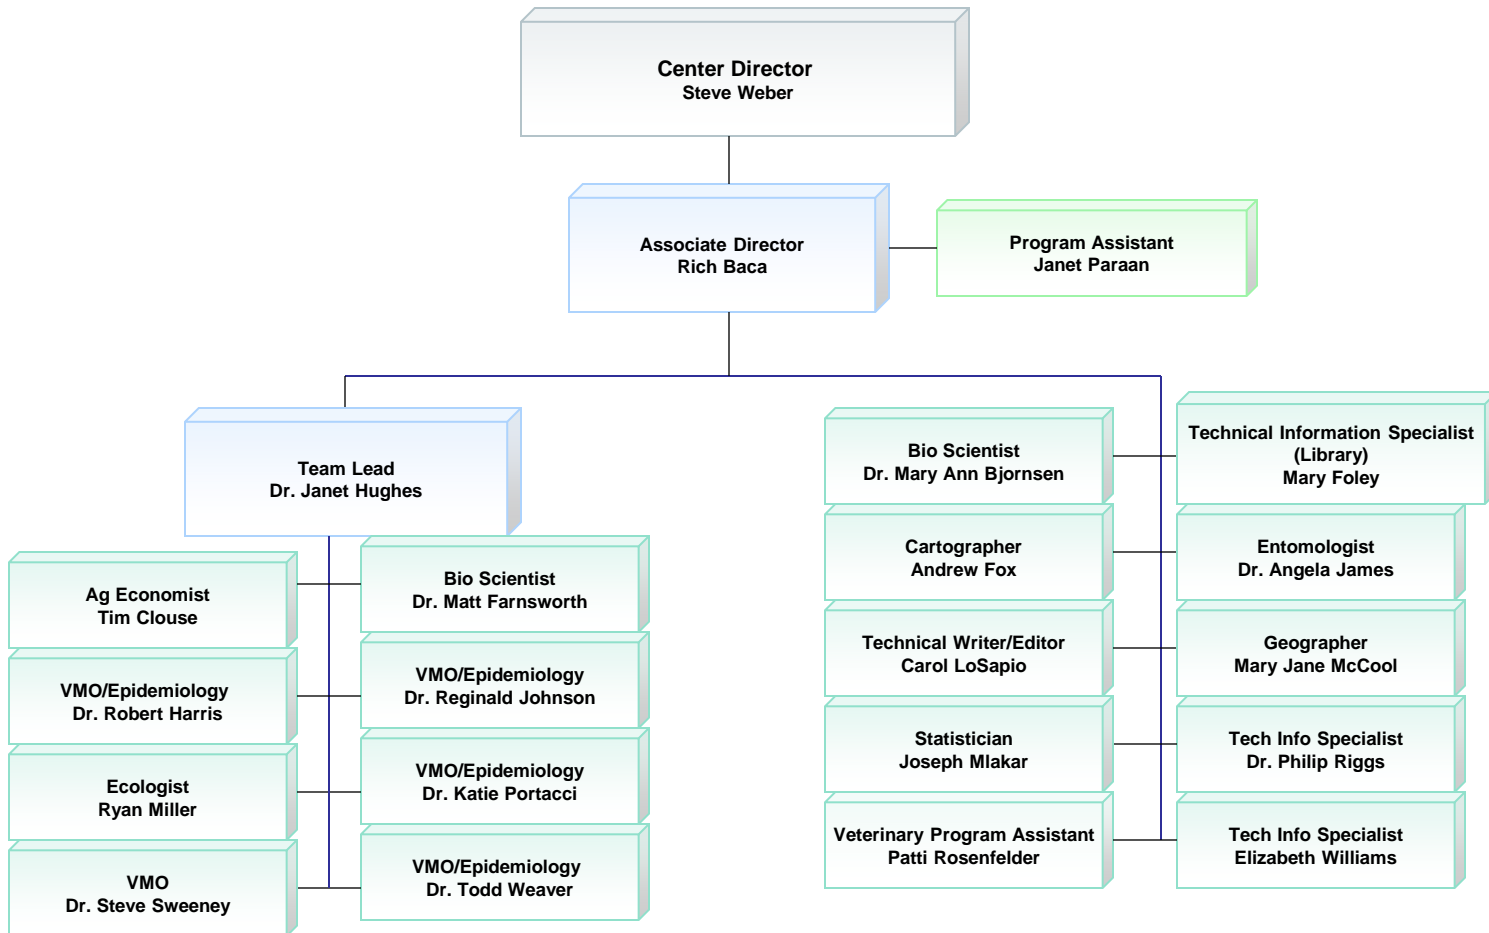 Center Director
Steve Weber
Associate Director
Rich Baca
Program Assistant
Janet Paraan
Team Lead
Dr. Janet Hughes
Ag Economist
Tim Clouse
Bio Scientist
Dr. Matt Farnsworth
VMO/Epidemiology
Dr. Robert Harris
VMO/Epidemiology
Dr. Reginald Johnson
Ecologist
Ryan Miller
VMO/Epidemiology
Dr. Katie Portacci
VMO
Dr. Steve Sweeney
VMO/Epidemiology
Dr. Todd Weaver
Bio Scientist
Dr. Mary Ann Bjornsen
Technical Information Specialist
(Library)
Mary Foley
Cartographer
Andrew Fox
Entomologist
Dr. Angela James
Technical Writer/Editor
Carol LoSapio
Geographer
Mary Jane McCool
Statistician
Joseph Mlakar
Tech Info Specialist
Dr. Philip Riggs
Veterinary Program Assistant
Patti Rosenfelder
Tech Info Specialist
Elizabeth Williams